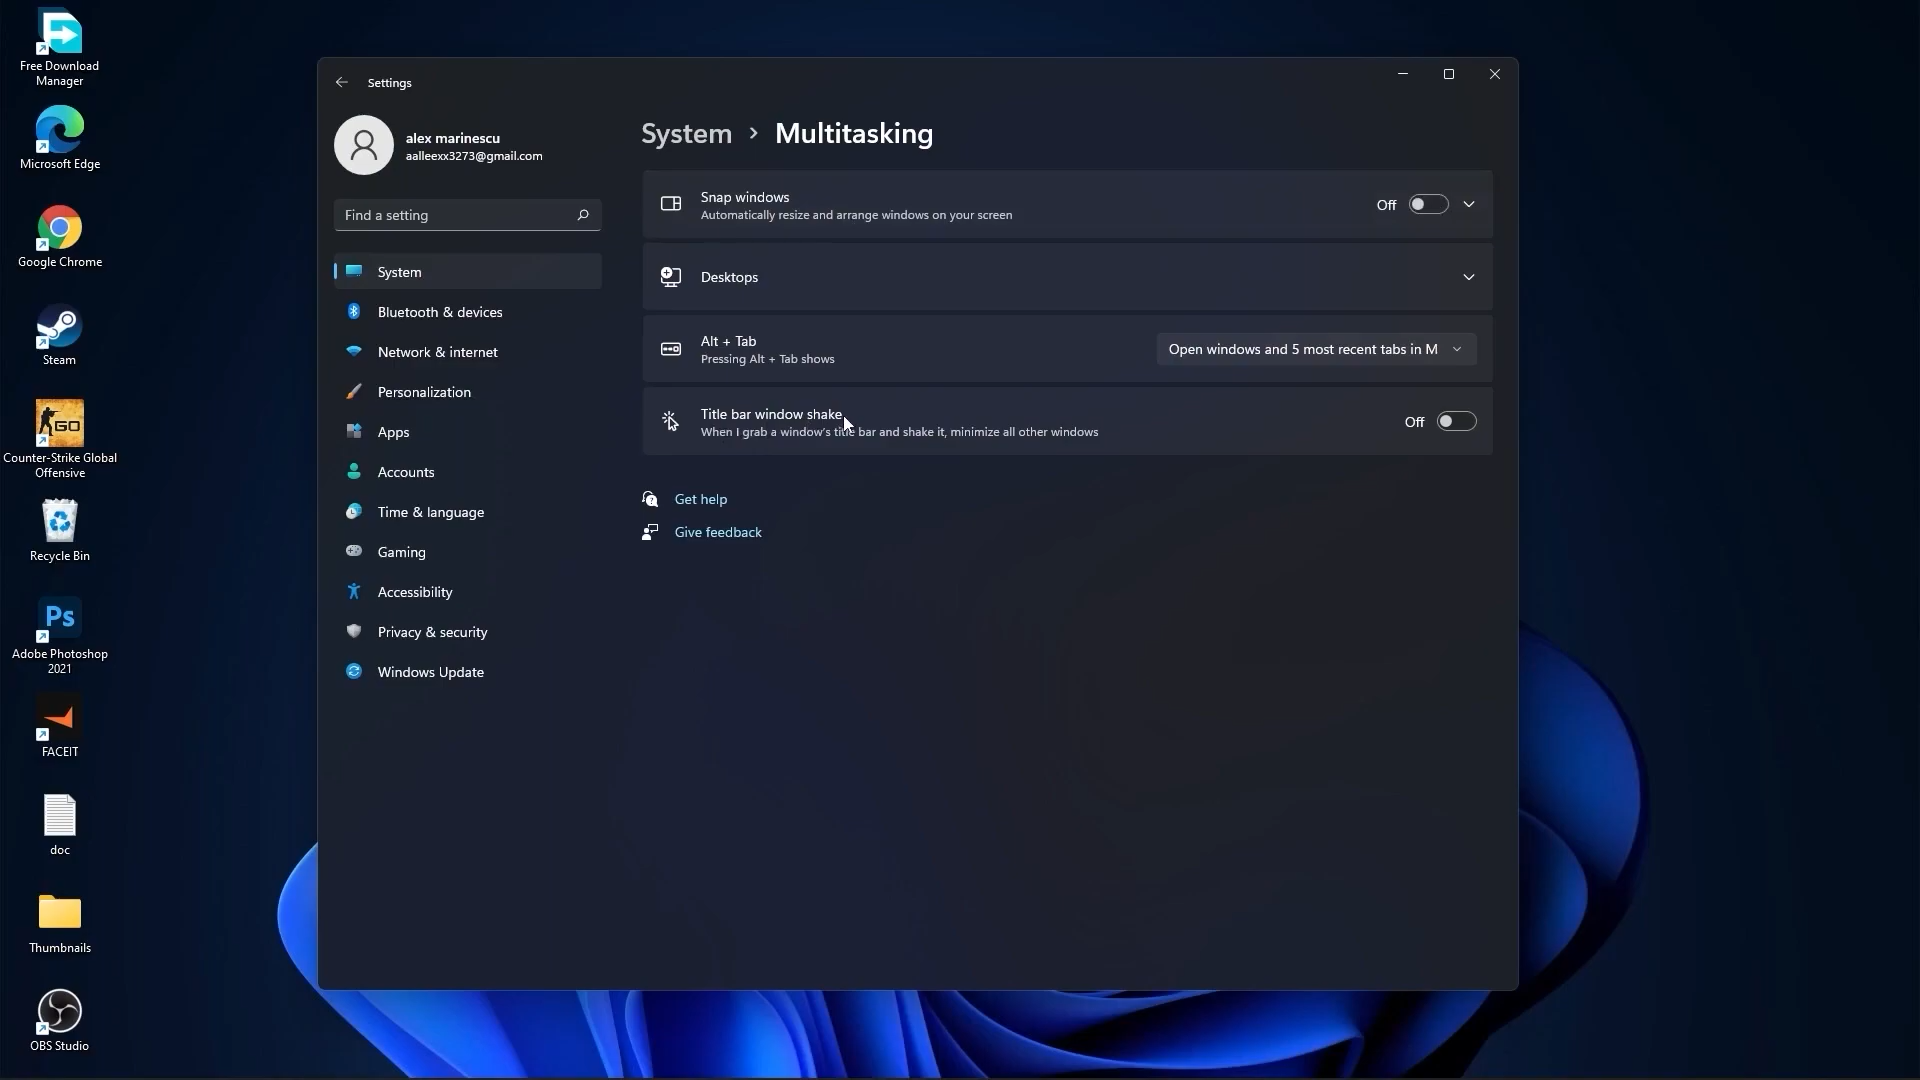 Free Download
Manager
Microsoft Edge
Google Chrome
Steam
GO
Counter-Strike Global
Offensive
Recycle Bin
Ps
Adobe Photoshop
2021
FACEIT
doc
Thumbnails
OBS Studio
Settings
alex marinescu
aalleexx3273@gmail.com
Find a setting
System
Bluetooth & devices
Network & internet
Personalization
Apps
Accounts
Time & language
Gaming
Accessibility
Privacy & security
Windows Update
System > Multitasking
Snap windows
Automatically resize and arrange windows on your screen
Off
Desktops
Alt + Tab
Pressing Alt + Tab shows
Open windows and 5 most recent tabs in M
Title bar window shake
When I grab a window's title bar and shake it, minimize all other windows
Off
Get help
Give feedback